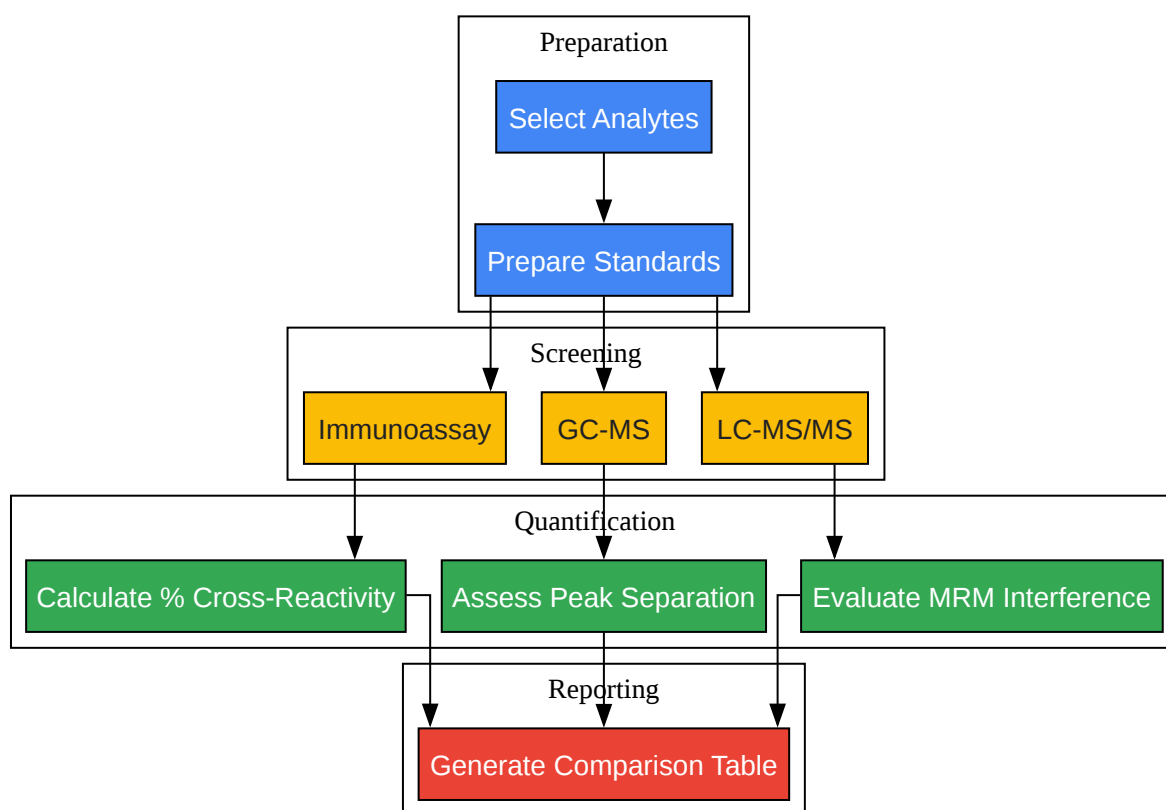 Preparation
Select Analytes
Prepare Standards
Screening
Immunoassay
GC-MS
LC-MS/MS
Quantification
Calculate % Cross-Reactivity
Assess Peak Separation
Evaluate MRM Interference
Reporting
Generate Comparison Table